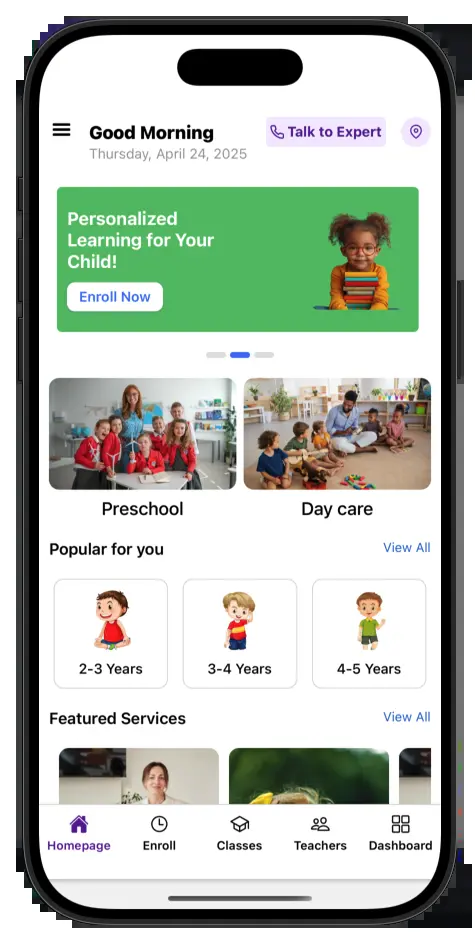 Good Morning
Talk to Expert
Thursday, April 24, 2025
Personalized
Learning for Your
Child!
Enroll Now
Preschool
Day care
Popular for you
View All
2-3 Years
3-4 Years
4-5 Years
Featured Services
View All
Homepage
Enroll
Classes
Teachers
Dashboard